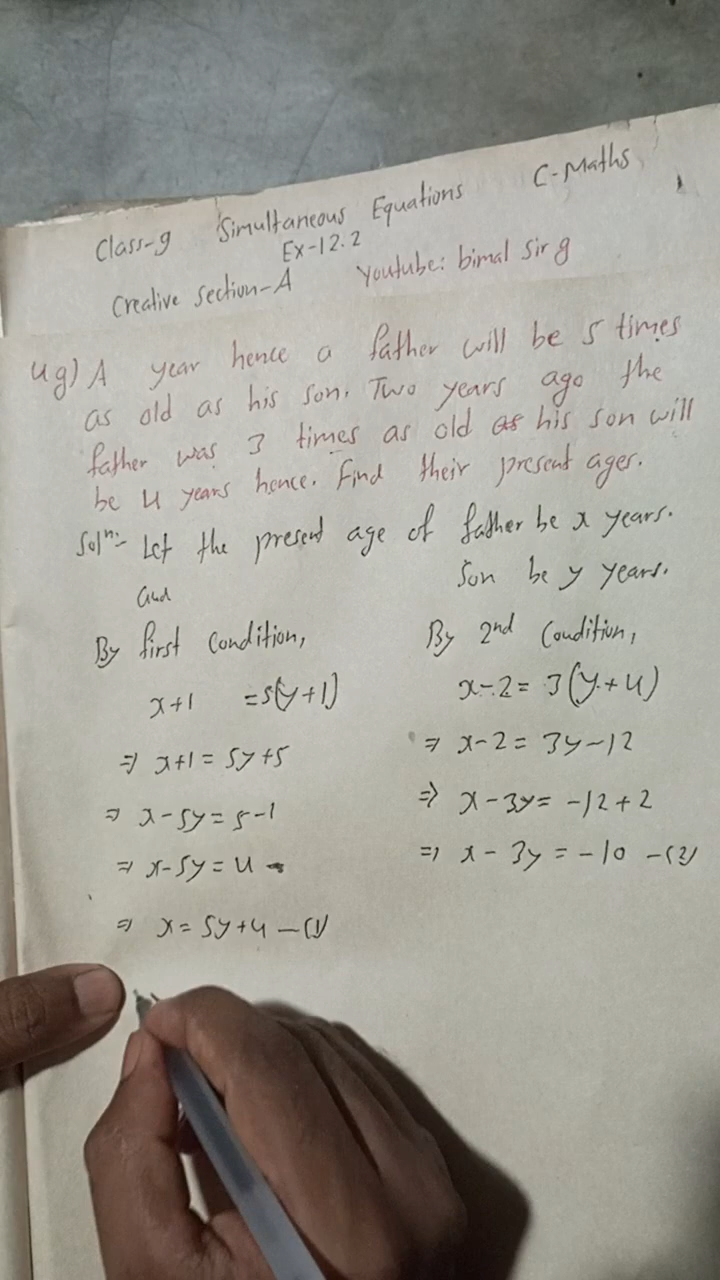 Class-9 Simultaneous Equations C-Maths
Ex-12.2
Creative Section-A Youtube: bimal sir g
4g) A year hence a father will be 5 times
as old as his son. Two years ago the
father was 3 times as old as his son will
be 4 years hence. Find their present ages.
Solⁿ:- Let the present age of father be x years.
and Son be y years.
By first condition,
x+1 =5(y+1)
⇒ x+1 = 5y+5
⇒ x-5y = 5-1
⇒ x-5y = 4
⇒ x = 5y+4 —(1)
By 2nd Condition,
x-2 = 3(y+4)
⇒ x-2 = 3y-12
⇒ x-3y = -12+2
⇒ x - 3y = -10 -(2)